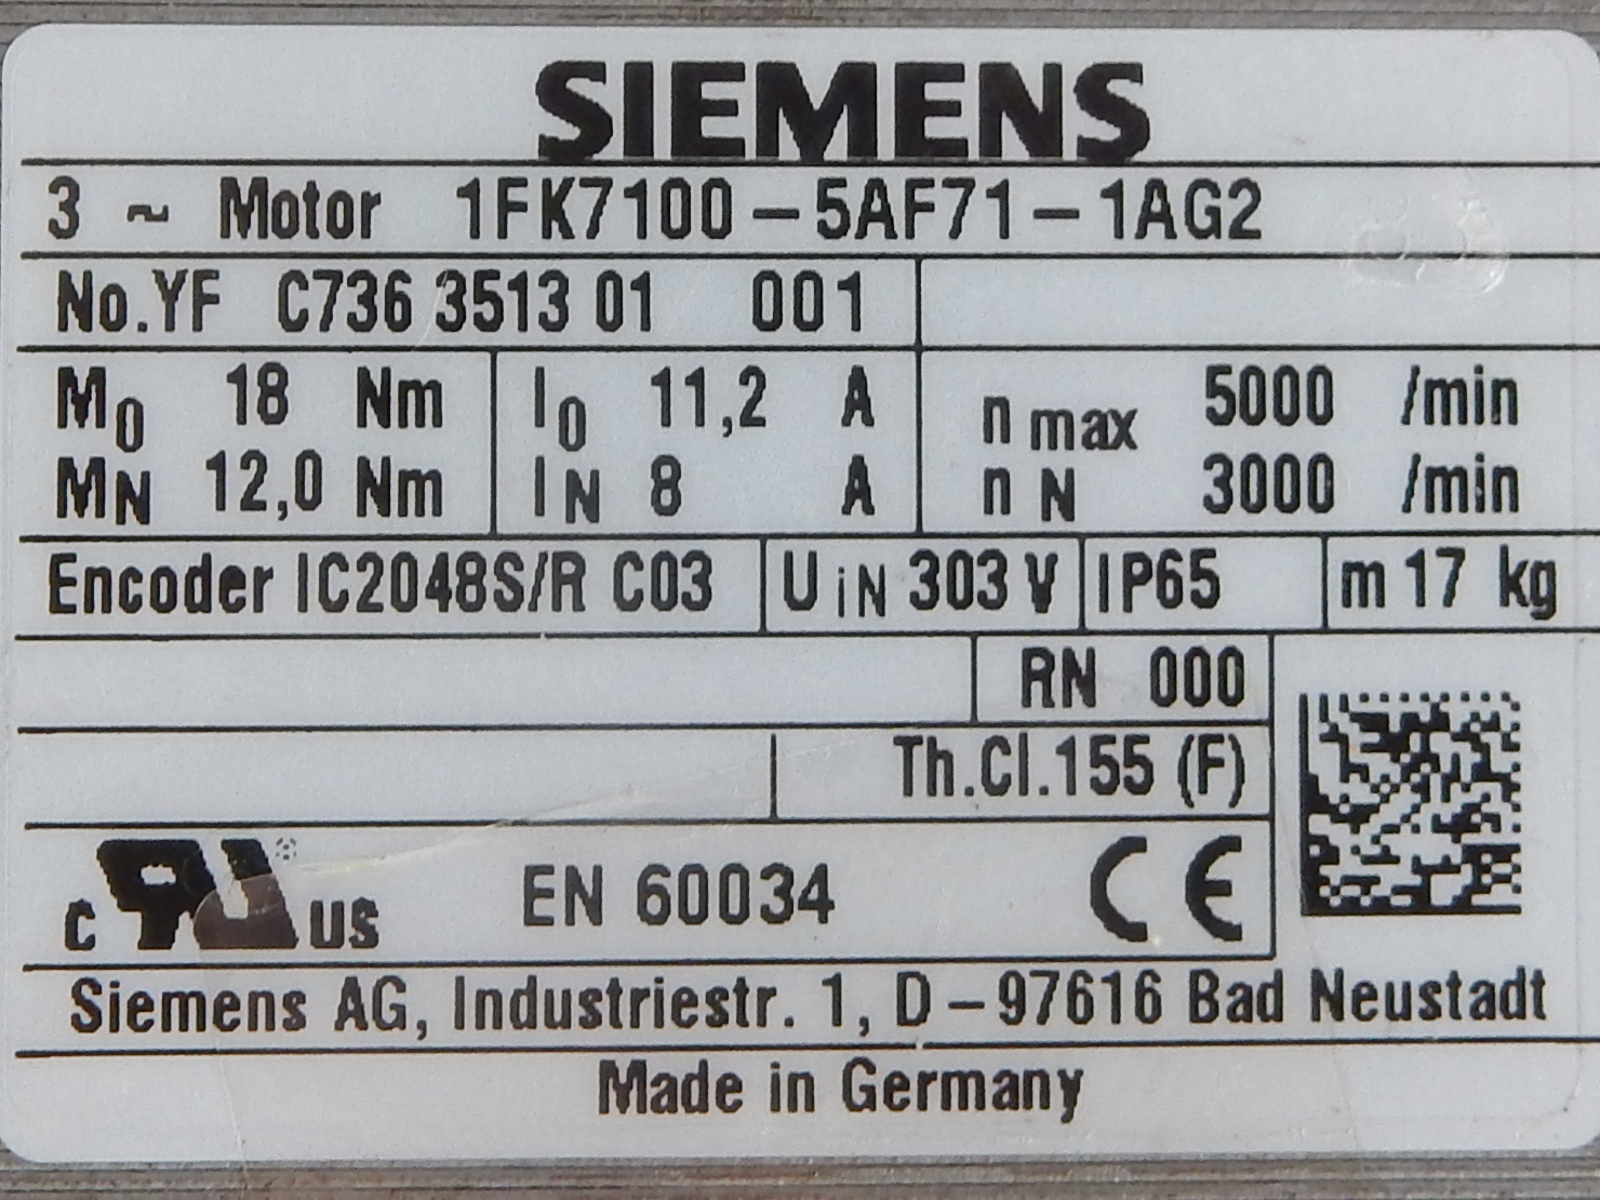 SIEMENS
3 ~ Motor 1FK7100-5AF71-1AG2
No.YF C736 3513 01 001
M0 18 Nm I0 11,2 A n max 5000 /min
MN 12,0 Nm IN 8 A n N 3000 /min
Encoder IC2048S/R C03 U iN 303 V IP65 m 17 kg
RN 000
Th.Cl.155 (F)
c RU US EN 60034 CE
Siemens AG, Industriestr. 1, D-97616 Bad Neustadt
Made in Germany